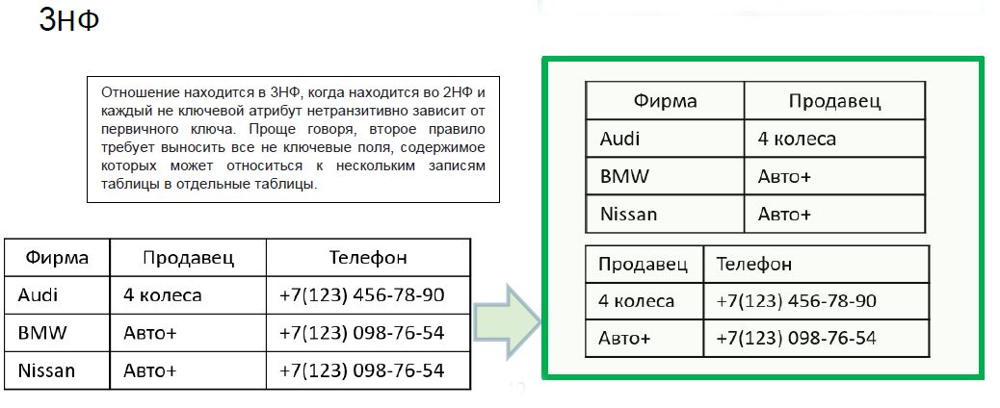 3НФ
Отношение находится в 3НФ, когда находится во 2НФ и
каждый не ключевой атрибут нетранзитивно зависит от
первичного ключа. Проще говоря, второе правило
требует выносить все не ключевые поля, содержимое
которых может относиться к нескольким записям
таблицы в отдельные таблицы.
Фирма Продавец Телефон
Audi 4 колеса +7(123) 456-78-90
BMW Авто+ +7(123) 098-76-54
Nissan Авто+ +7(123) 098-76-54
Фирма Продавец
Audi 4 колеса
BMW Авто+
Nissan Авто+
Продавец Телефон
4 колеса +7(123) 456-78-90
Авто+ +7(123) 098-76-54